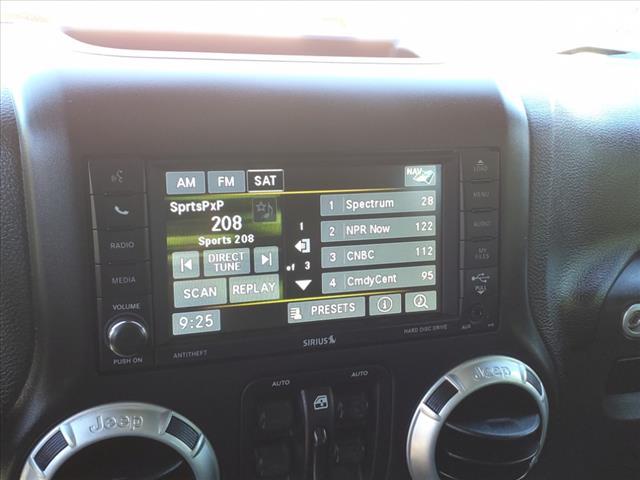 LOAD
AM FM SAT NAV
MENU
SprtsPxP
208
Sports 208
1 Spectrum 28
RADIO
AUDIO
1
2 NPR Now 122
DIRECT
TUNE
MY
FILES
MEDIA
of 3
3 CNBC 112
SCAN REPLAY
4 CmdyCent 95
PULL
VOLUME
9:25
PRESETS
PUSH ON
ANTITHEFT
SIRIUS
HARD DISC DRIVE
AUX
AUTO
AUTO
Jeep
Jeep